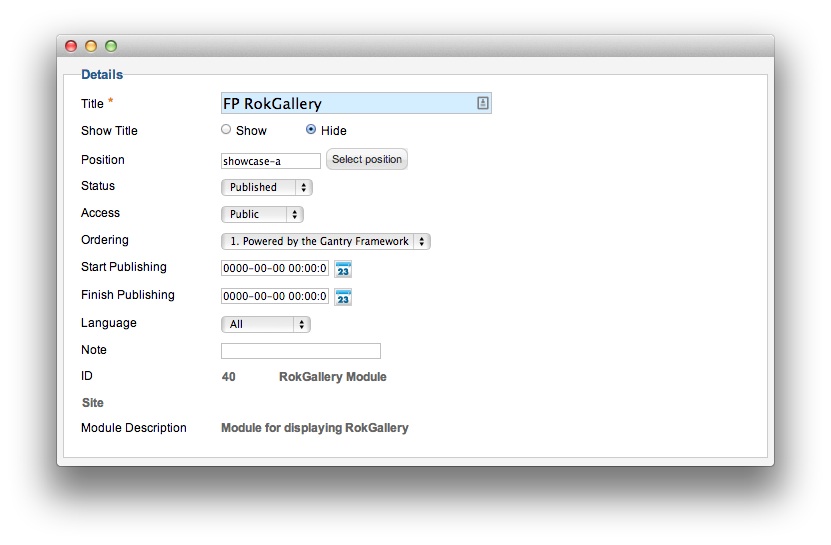 Details
Title * FP RokGallery
Show Title Show Hide
Position showcase-a Select position
Status Published
Access Public
Ordering 1. Powered by the Gantry Framework
Start Publishing 0000-00-00 00:00:0 23
Finish Publishing 0000-00-00 00:00:0 23
Language All
Note
ID 40 RokGallery Module
Site
Module Description Module for displaying RokGallery